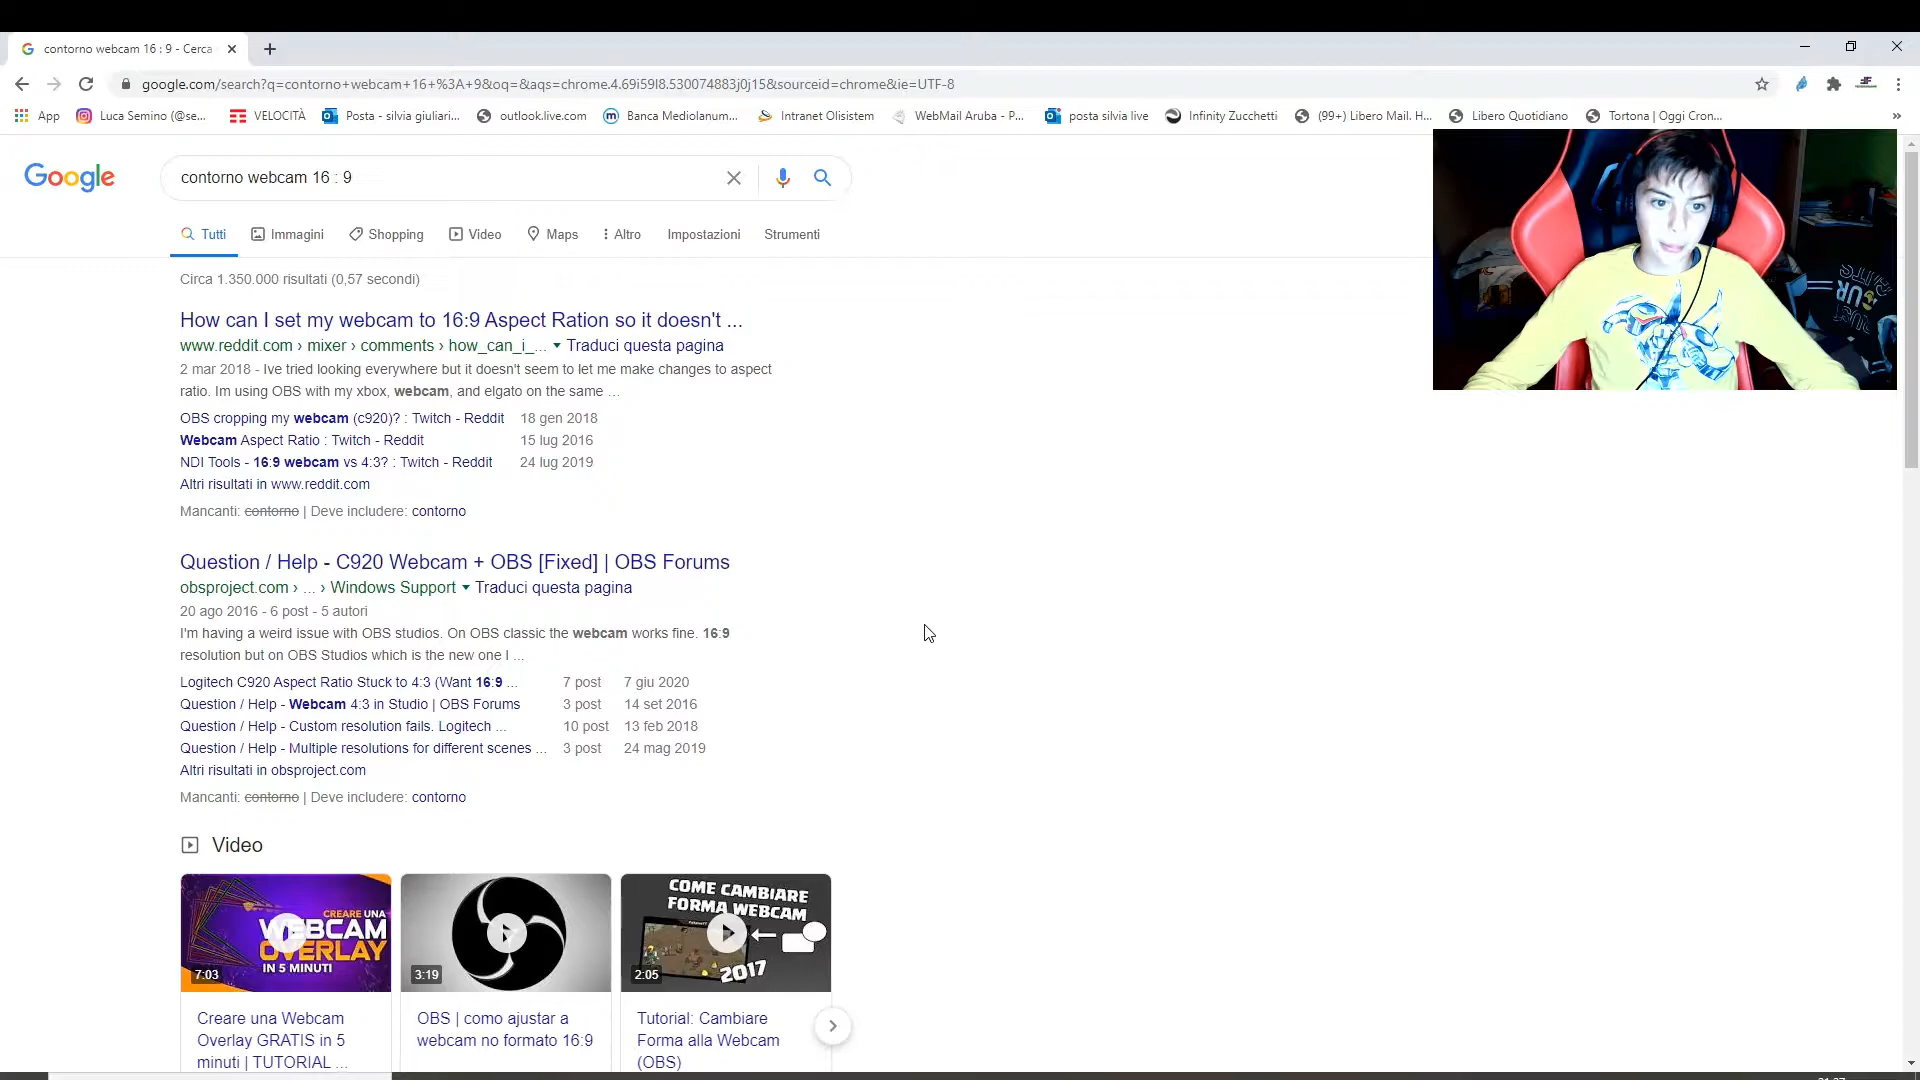 contorno webcam 16 : 9 - Cerca
google.com/search?q=contorno+webcam+16+%3A+9&oq=&aqs=chrome.4.69i59l8.530074883j0j15&sourceid=chrome&ie=UTF-8
App Luca Semino (@se... VELOCITÀ Posta - silvia giuliari... outlook.live.com Banca Mediolanum... Intranet Olisistem WebMail Aruba - P... posta silvia live Infinity Zucchetti (99+) Libero Mail. H... Libero Quotidiano Tortona | Oggi Cron... »
Google
contorno webcam 16 : 9
Tutti Immagini Shopping Video Maps Altro Impostazioni Strumenti
Circa 1.350.000 risultati (0,57 secondi)
How can I set my webcam to 16:9 Aspect Ration so it doesn't ...
www.reddit.com › mixer › comments › how_can_i_... Traduci questa pagina
2 mar 2018 - Ive tried looking everywhere but it doesn't seem to let me make changes to aspect
ratio. Im using OBS with my xbox, webcam, and elgato on the same ...
OBS cropping my webcam (c920)? : Twitch - Reddit 18 gen 2018
Webcam Aspect Ratio : Twitch - Reddit 15 lug 2016
NDI Tools - 16:9 webcam vs 4:3? : Twitch - Reddit 24 lug 2019
Altri risultati in www.reddit.com
Mancanti: contorno | Deve includere: contorno
Question / Help - C920 Webcam + OBS [Fixed] | OBS Forums
obsproject.com › ... › Windows Support Traduci questa pagina
20 ago 2016 - 6 post - 5 autori
I'm having a weird issue with OBS studios. On OBS classic the webcam works fine. 16:9
resolution but on OBS Studios which is the new one I ...
Logitech C920 Aspect Ratio Stuck to 4:3 (Want 16:9 ... 7 post 7 giu 2020
Question / Help - Webcam 4:3 in Studio | OBS Forums 3 post 14 set 2016
Question / Help - Custom resolution fails. Logitech ... 10 post 13 feb 2018
Question / Help - Multiple resolutions for different scenes ... 3 post 24 mag 2019
Altri risultati in obsproject.com
Mancanti: contorno | Deve includere: contorno
Video
CREARE UNA
WEBCAM
OVERLAY
IN 5 MINUTI
7:03
3:19
COME CAMBIARE
FORMA WEBCAM
2017
2:05
Creare una Webcam
Overlay GRATIS in 5
minuti | TUTORIAL ...
OBS | como ajustar a
webcam no formato 16:9
Tutorial: Cambiare
Forma alla Webcam
(OBS)